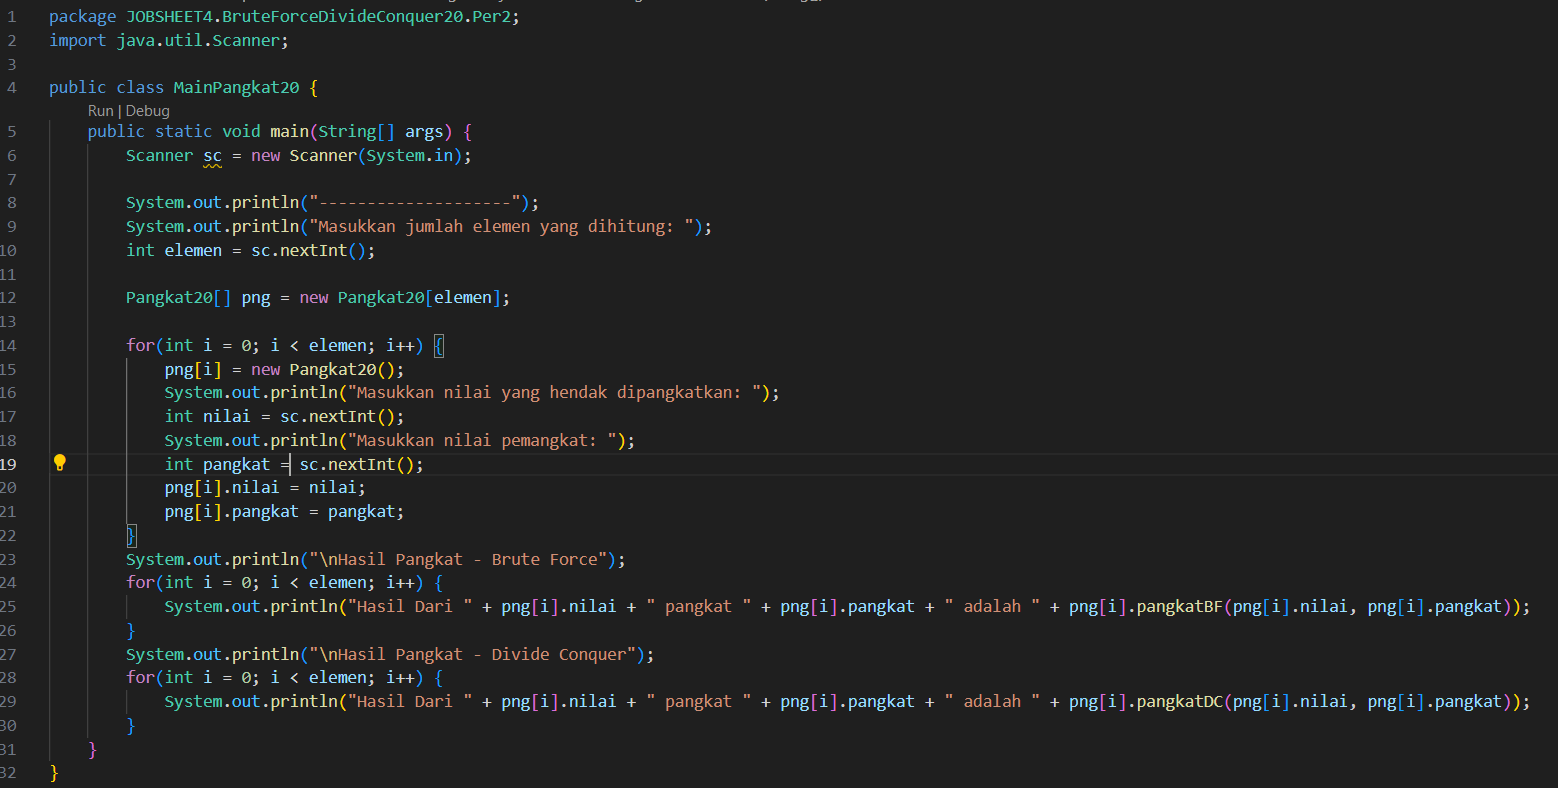 1 package JOBSHEET4.BruteForceDivideConquer20.Per2;
2 import java.util.Scanner;
3
4 public class MainPangkat20 {
Run | Debug
5 public static void main(String[] args) {
6 Scanner sc = new Scanner(System.in);
7
8 System.out.println("--------------------");
9 System.out.println("Masukkan jumlah elemen yang dihitung: ");
10 int elemen = sc.nextInt();
11
12 Pangkat20[] png = new Pangkat20[elemen];
13
14 for(int i = 0; i < elemen; i++) {
15 png[i] = new Pangkat20();
16 System.out.println("Masukkan nilai yang hendak dipangkatkan: ");
17 int nilai = sc.nextInt();
18 System.out.println("Masukkan nilai pemangkat: ");
19 int pangkat = sc.nextInt();
20 png[i].nilai = nilai;
21 png[i].pangkat = pangkat;
22 }
23 System.out.println("\nHasil Pangkat - Brute Force");
24 for(int i = 0; i < elemen; i++) {
25 System.out.println("Hasil Dari " + png[i].nilai + " pangkat " + png[i].pangkat + " adalah " + png[i].pangkatBF(png[i].nilai, png[i].pangkat));
26 }
27 System.out.println("\nHasil Pangkat - Divide Conquer");
28 for(int i = 0; i < elemen; i++) {
29 System.out.println("Hasil Dari " + png[i].nilai + " pangkat " + png[i].pangkat + " adalah " + png[i].pangkatDC(png[i].nilai, png[i].pangkat));
30 }
31 }
32 }